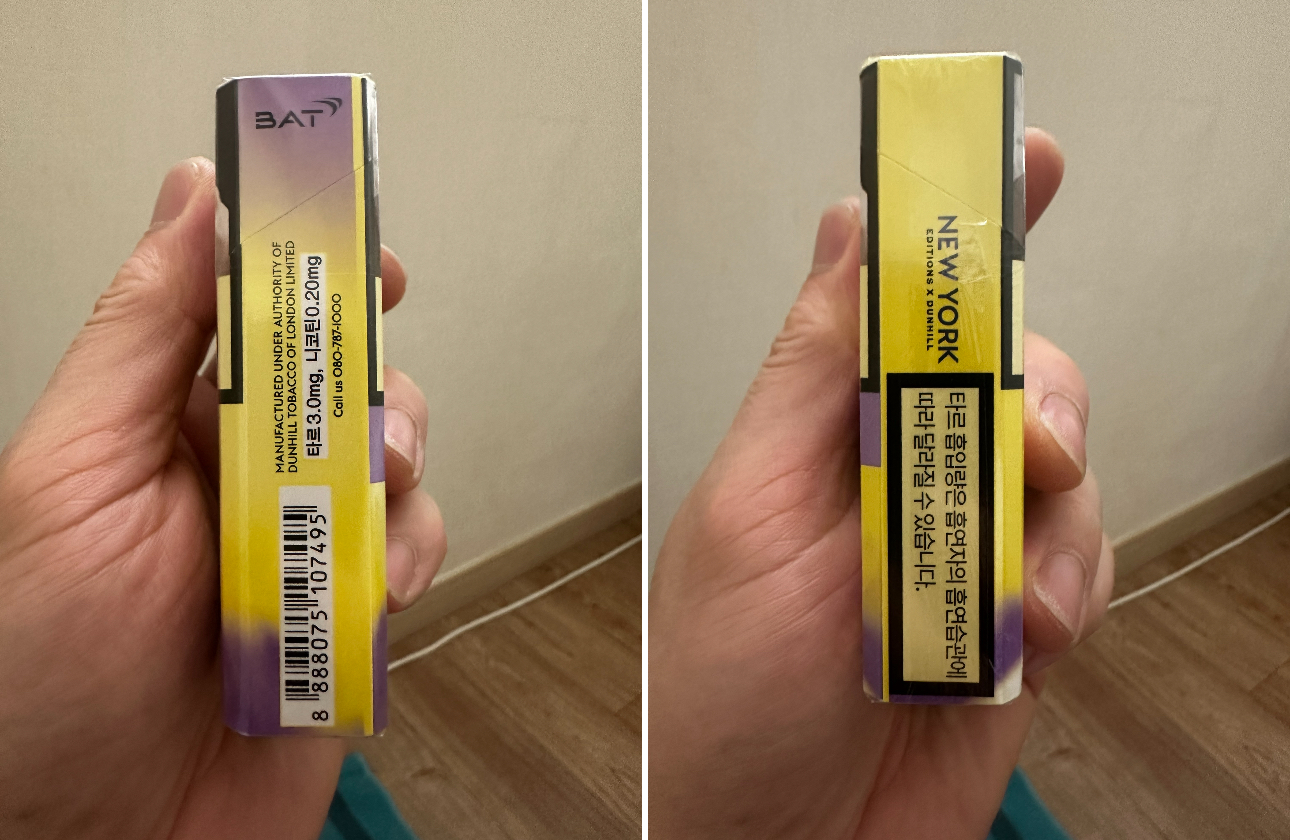 BAT
MANUFACTURED UNDER AUTHORITY OF
DUNHILL TOBACCO OF LONDON LIMITED
타르3.0mg, 니코틴0.20mg
Call us 080-787-1000
8 888075 107495
NEW YORK
EDITIONS X DUNHILL
타르 흡입량은 흡연자의 흡연습관에
따라 달라질 수 있습니다.